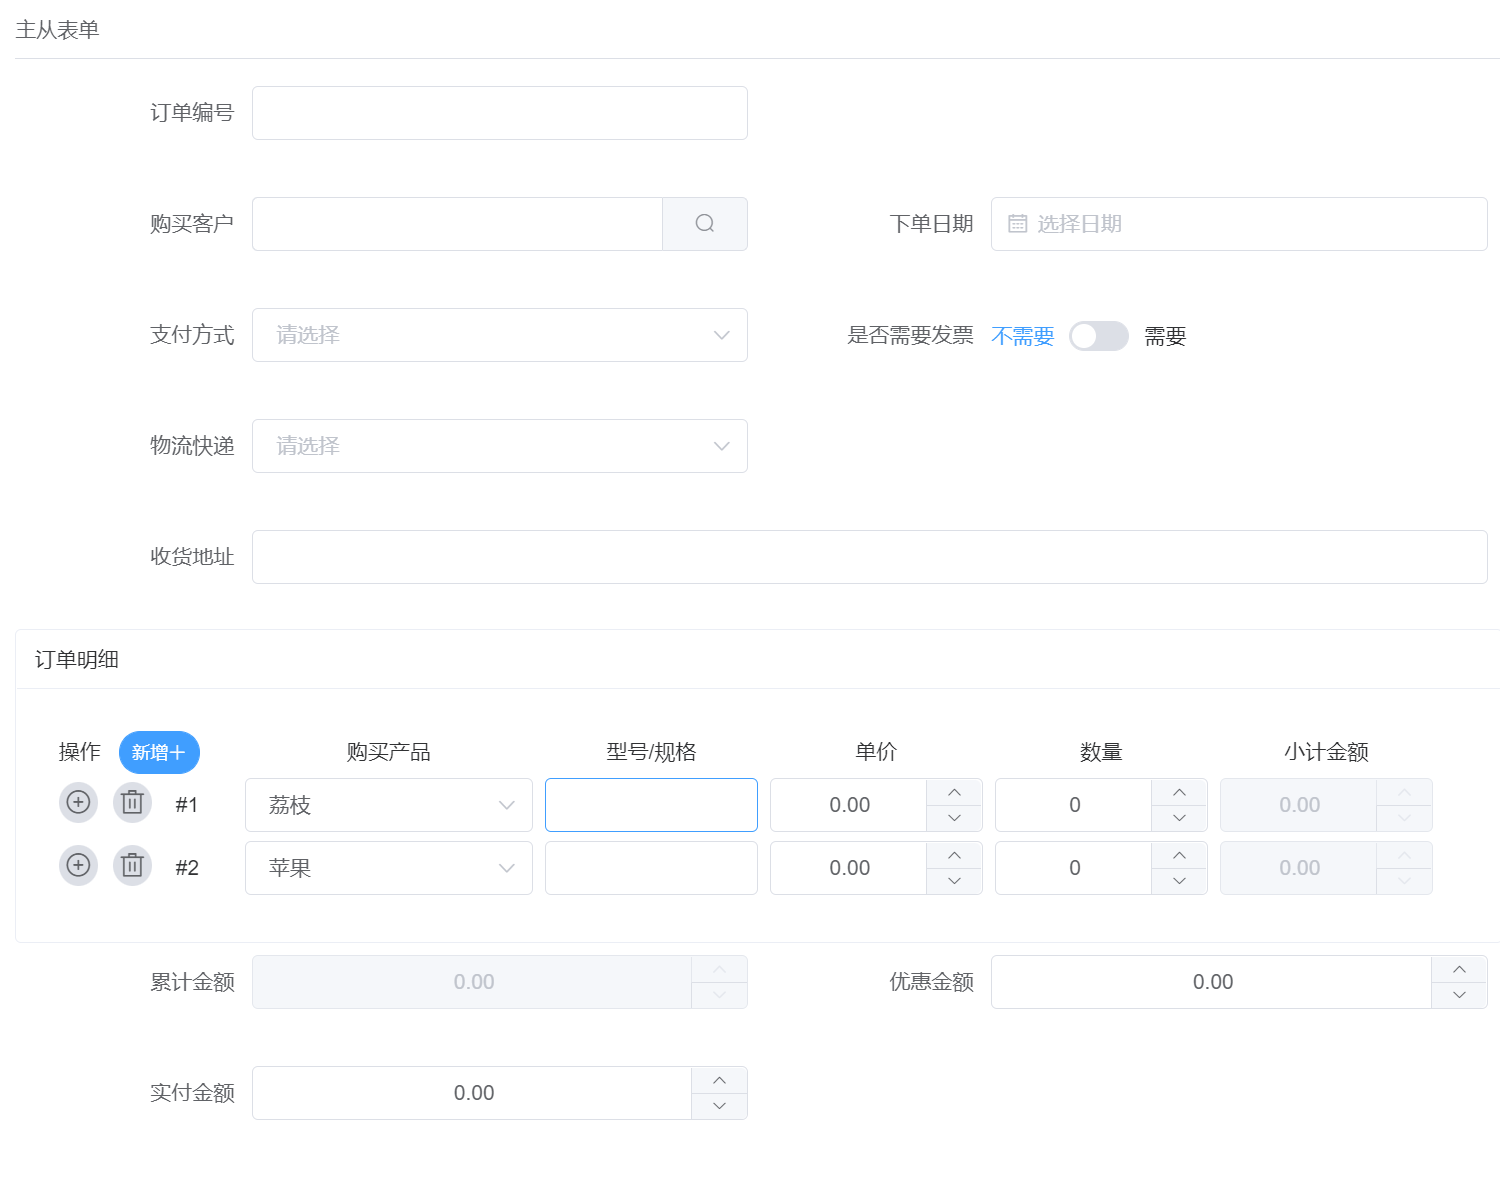 主从表单
订单编号
购买客户
下单日期 选择日期
支付方式 请选择
是否需要发票 不需要 需要
物流快递 请选择
收货地址
订单明细
操作 新增+ 购买产品 型号/规格 单价 数量 小计金额
#1 荔枝 0.00 0 0.00
#2 苹果 0.00 0 0.00
累计金额 0.00
优惠金额 0.00
实付金额 0.00